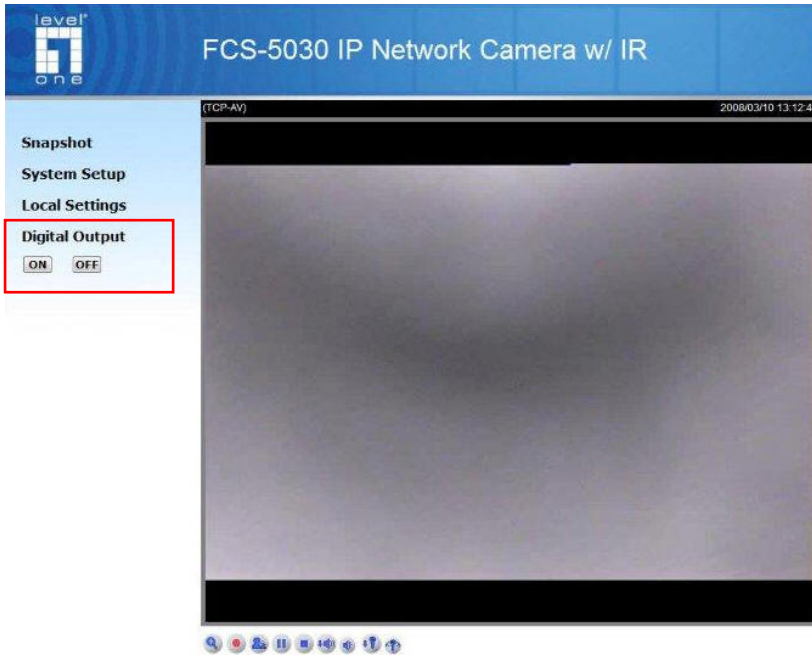 level
one
FCS-5030 IP Network Camera w/ IR
(TCP-AV) 2008/03/10 13:12:4
Snapshot
System Setup
Local Settings
Digital Output
ON OFF